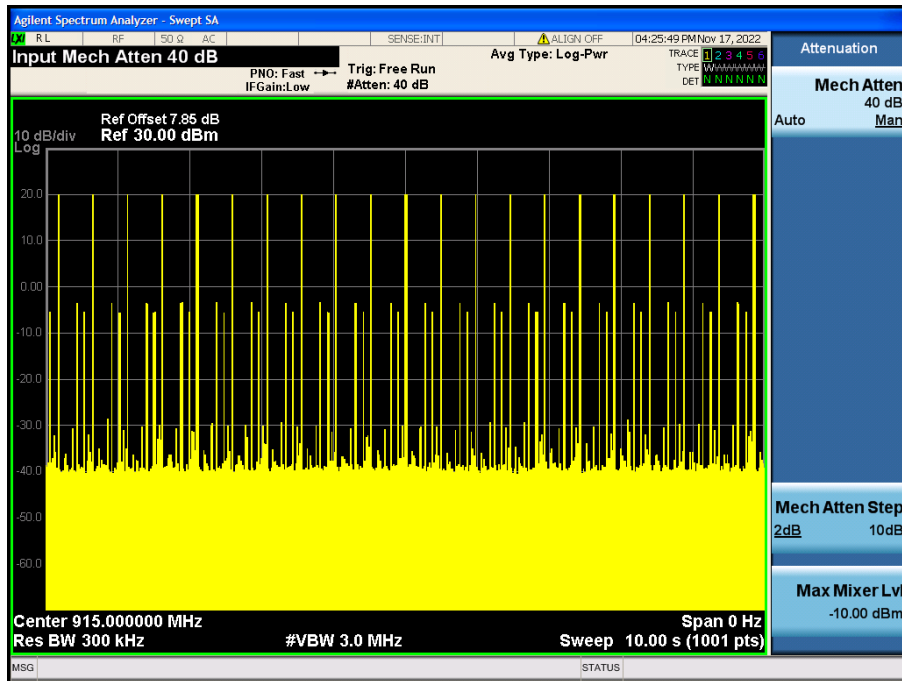 Agilent Spectrum Analyzer - Swept SA
LXI RL RF 50 Ω AC SENSE:INT ALIGN OFF 04:25:49 PM Nov 17, 2022
Input Mech Atten 40 dB
PNO: Fast
IFGain:Low
Trig: Free Run
#Atten: 40 dB
Avg Type: Log-Pwr
TRACE 1 2 3 4 5 6
TYPE WWWWWW
DET N N N N N N
Attenuation
Mech Atten
40 dB
Auto Man
Ref Offset 7.85 dB
10 dB/div Ref 30.00 dBm
Log
20.0
10.0
0.00
-10.0
-20.0
-30.0
-40.0
-50.0
-60.0
Mech Atten Step
2dB 10dB
Max Mixer Lvl
-10.00 dBm
Center 915.000000 MHz Span 0 Hz
Res BW 300 kHz #VBW 3.0 MHz Sweep 10.00 s (1001 pts)
MSG STATUS